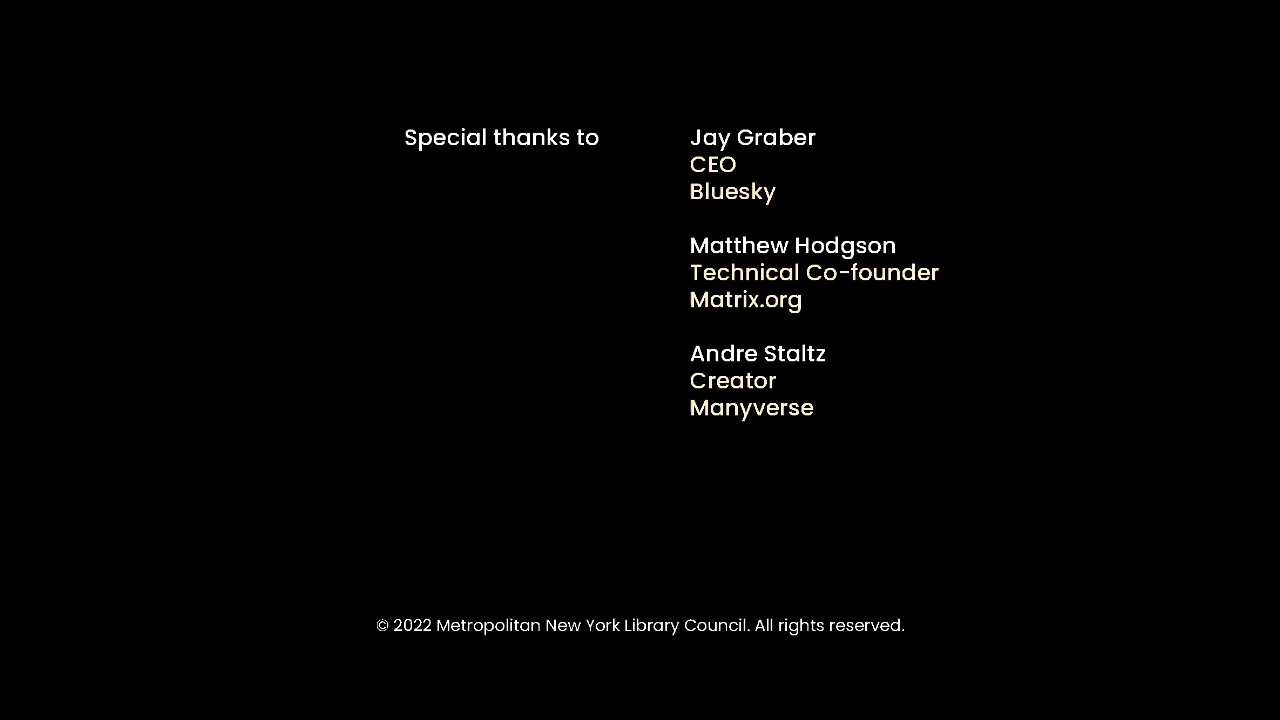 Special thanks to
Jay Graber
CEO
Bluesky
Matthew Hodgson
Technical Co-founder
Matrix.org
Andre Staltz
Creator
Manyverse
© 2022 Metropolitan New York Library Council. All rights reserved.